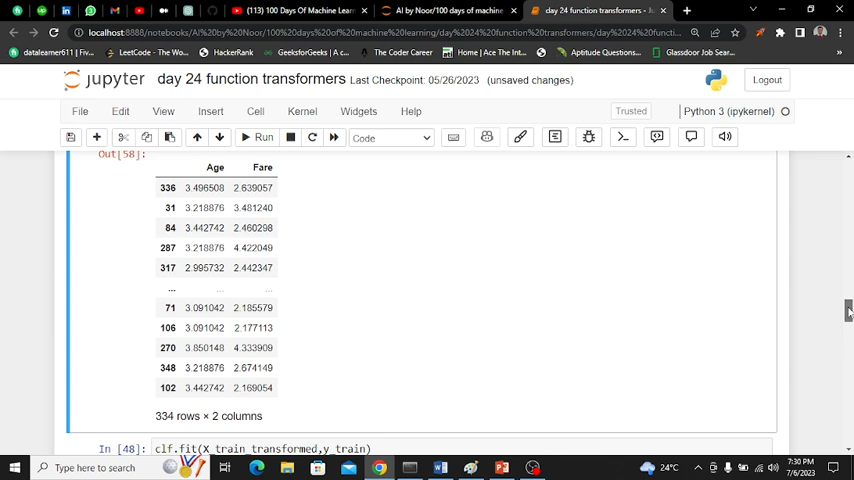 (113) 100 Days Of Machine Lear
AI by Noor/100 days of machine
day 24 function transformers - Ju
localhost:8888/notebooks/AI%20by%20Noor/100%20days%20of%20machine%20learning/day%2024%20function%20transformers/day%2024%20functi...
datalearner611 | Fiv...
LeetCode - The Wo...
HackerRank
GeeksforGeeks | A c...
The Coder Career
Home | Ace The Int...
Aptitude Questions...
Glassdoor Job Sear...
»
jupyter day 24 function transformers Last Checkpoint: 05/26/2023 (unsaved changes)
Logout
File Edit View Insert Cell Kernel Widgets Help
Trusted
Python 3 (ipykernel)
Run
Code
Out[58]:
Age Fare
336 3.496508 2.639057
31 3.218876 3.481240
84 3.442742 2.460298
287 3.218876 4.422049
317 2.995732 2.442347
... ... ...
71 3.091042 2.185579
106 3.091042 2.177113
270 3.850148 4.333909
348 3.218876 2.674149
102 3.442742 2.169054
334 rows × 2 columns
In [48]: clf.fit(X_train_transformed,y_train)
Type here to search
24°C
7:30 PM
7/6/2023